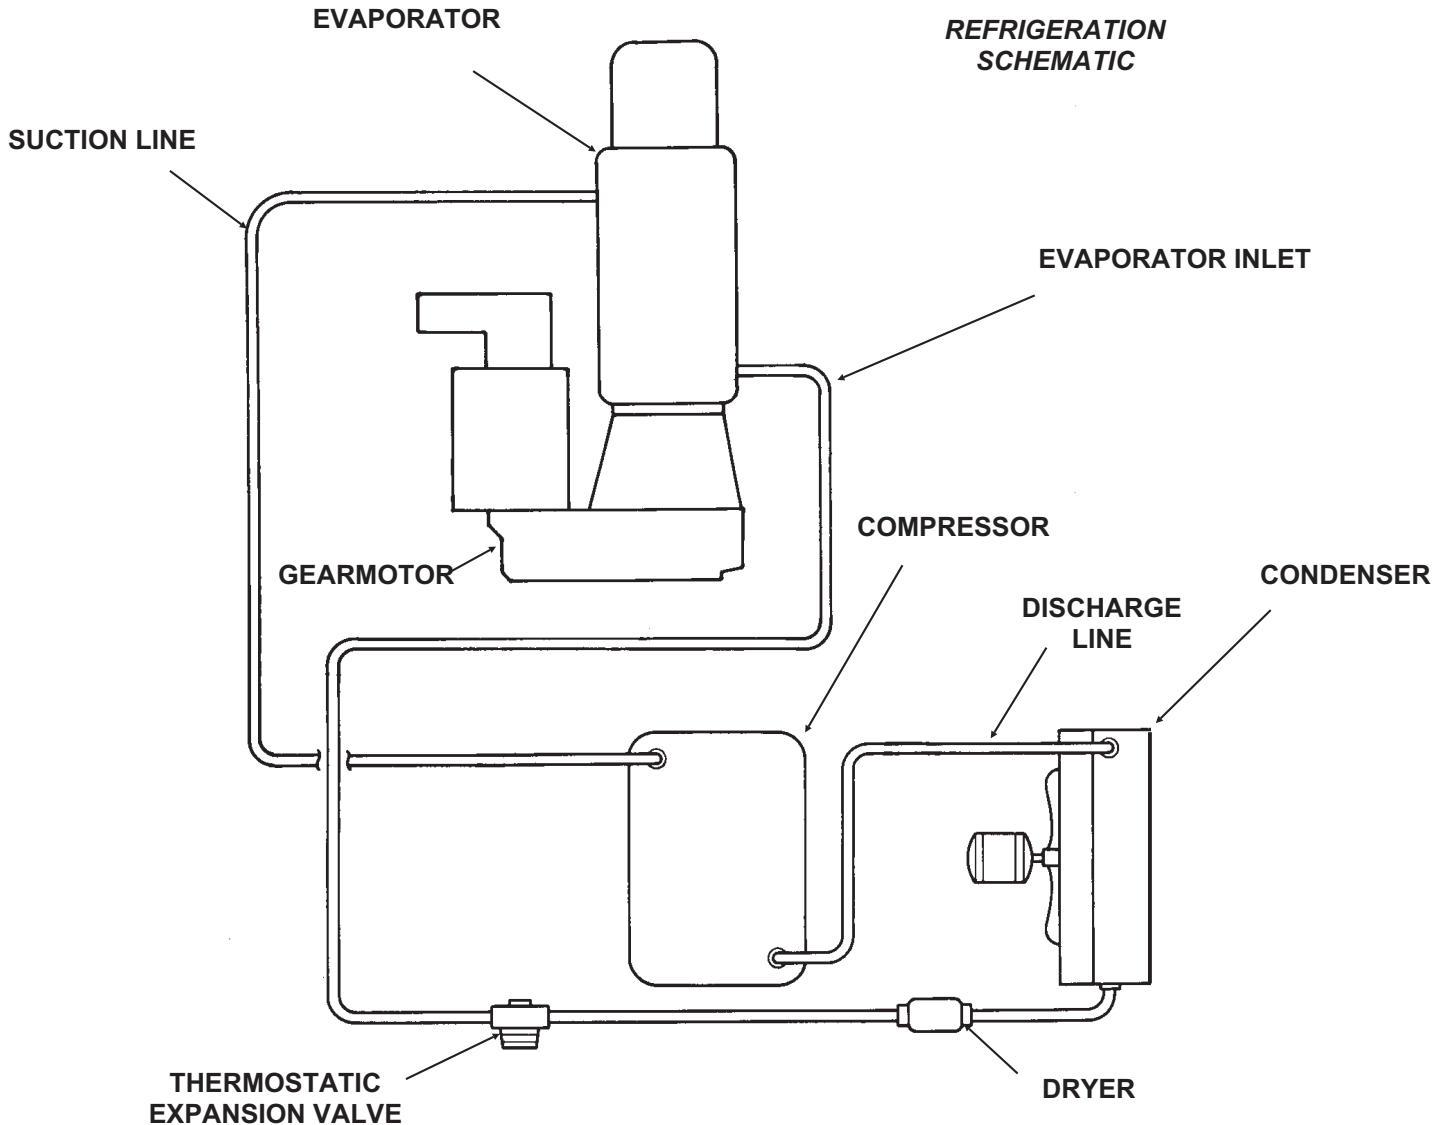 EVAPORATOR
REFRIGERATION
SCHEMATIC
SUCTION LINE
EVAPORATOR INLET
COMPRESSOR
GEARMOTOR
CONDENSER
DISCHARGE
LINE
THERMOSTATIC
EXPANSION VALVE
DRYER